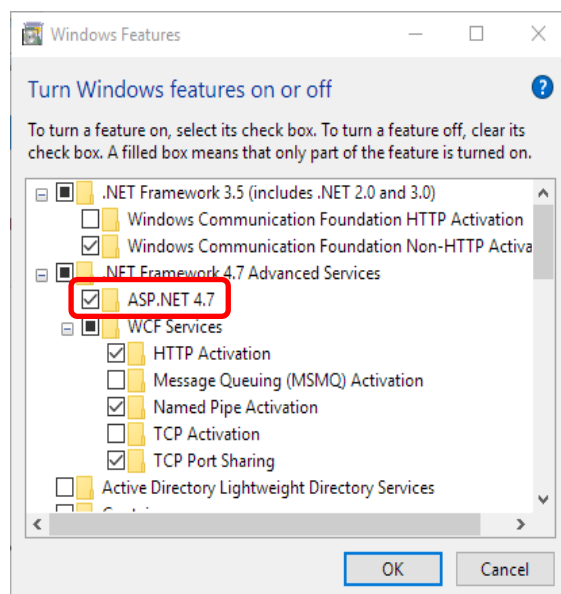 Windows Features
Turn Windows features on or off
To turn a feature on, select its check box. To turn a feature off, clear its
check box. A filled box means that only part of the feature is turned on.
.NET Framework 3.5 (includes .NET 2.0 and 3.0)
Windows Communication Foundation HTTP Activation
Windows Communication Foundation Non-HTTP Activa
.NET Framework 4.7 Advanced Services
ASP.NET 4.7
WCF Services
HTTP Activation
Message Queuing (MSMQ) Activation
Named Pipe Activation
TCP Activation
TCP Port Sharing
Active Directory Lightweight Directory Services
OK
Cancel